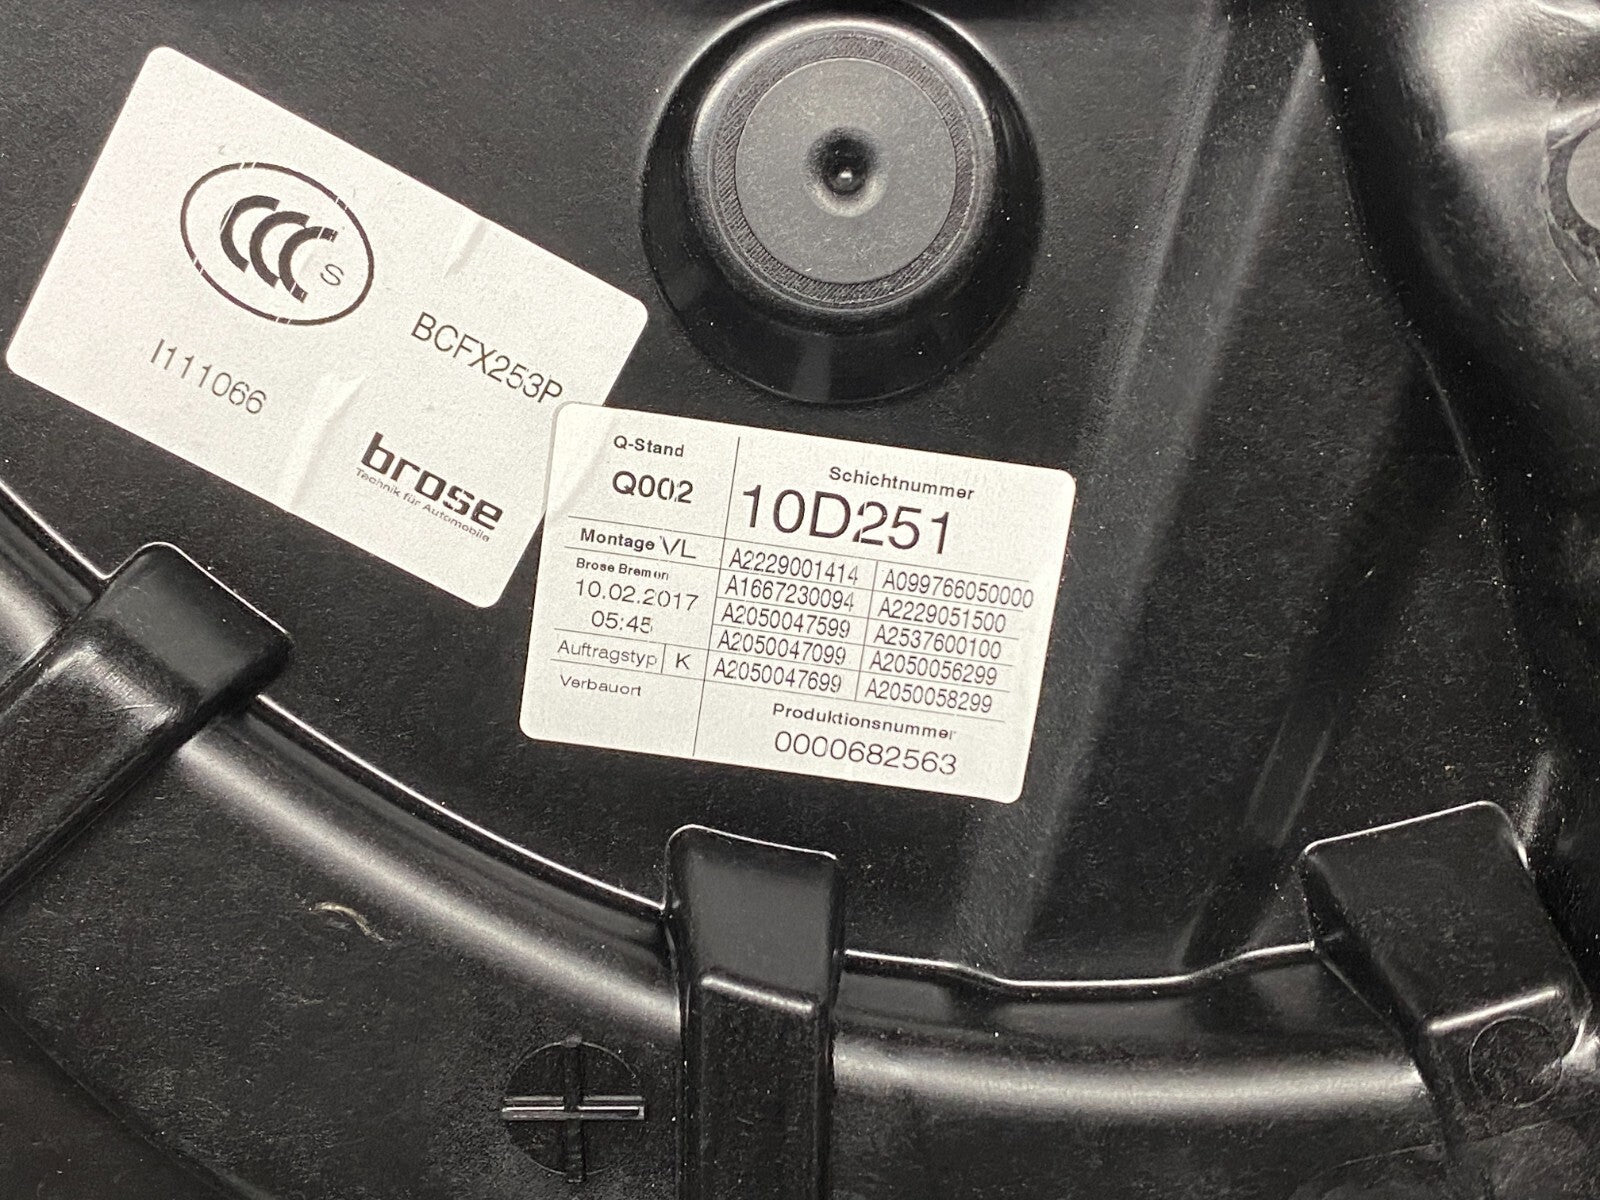 CCC S
BCFX253P
I111066
brose
Technik für Automobile
Q-Stand
Q002
Schichtnummer
10D251
Montage VL
Brose Bremen
10.02.2017
05:45
Auftragstyp K
Verbauort
A2229001414 A099766050000
A1667230094 A2229051500
A2050047599 A2537600100
A2050047099 A2050056299
A2050047699 A2050058299
Produktionsnummer
0000682563